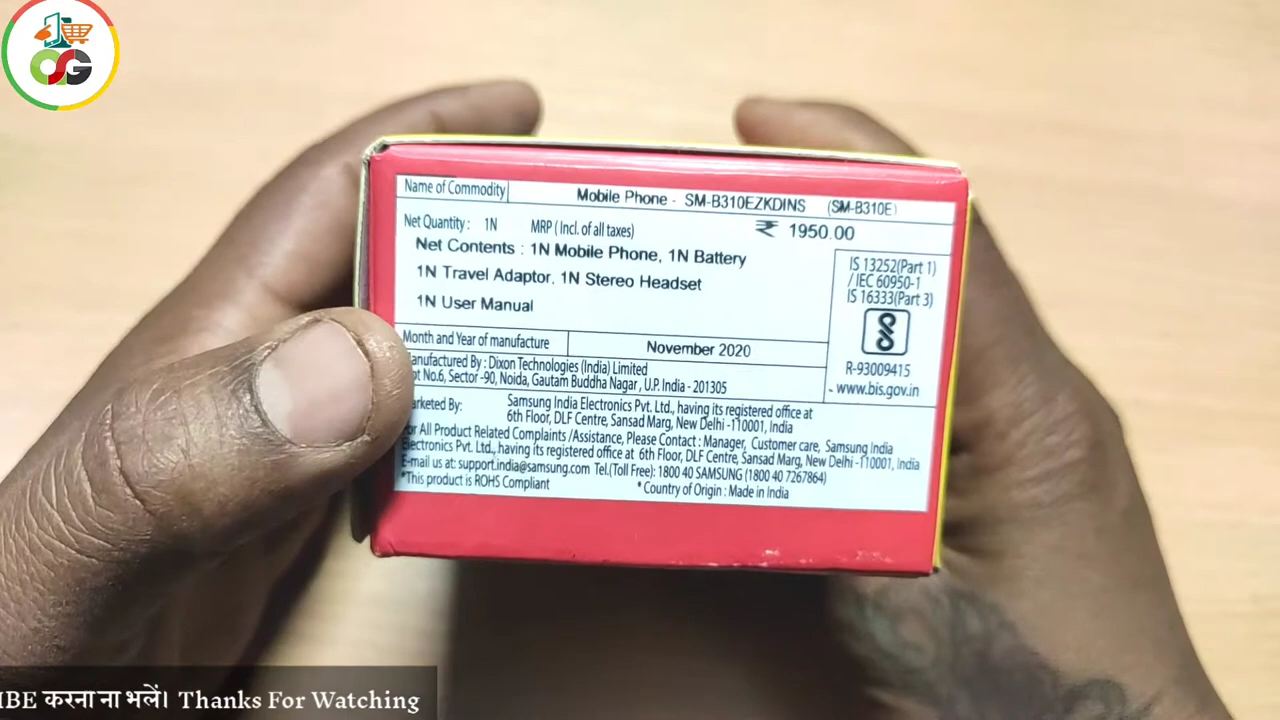 OSG
Name of Commodity Mobile Phone - SM-B310EZKDINS (SM-B310E)
Net Quantity : 1N MRP ( Incl. of all taxes) ₹ 1950.00
Net Contents : 1N Mobile Phone, 1N Battery
1N Travel Adaptor, 1N Stereo Headset
1N User Manual
IS 13252(Part 1)
/ IEC 60950-1
IS 16333(Part 3)
R-93009415
www.bis.gov.in
Month and Year of manufacture November 2020
anufactured By : Dixon Technologies (India) Limited
ot No.6, Sector -90, Noida, Gautam Buddha Nagar , U.P. India - 201305
arketed By: Samsung India Electronics Pvt. Ltd., having its registered office at
6th Floor, DLF Centre, Sansad Marg, New Delhi -110001, India
or All Product Related Complaints /Assistance, Please Contact : Manager, Customer care, Samsung India
Electronics Pvt. Ltd., having its registered office at 6th Floor, DLF Centre, Sansad Marg, New Delhi -110001, India
E-mail us at: support.india@samsung.com Tel.(Toll Free): 1800 40 SAMSUNG (1800 40 7267864)
*This product is ROHS Compliant * Country of Origin : Made in India
IBE करना ना भलें। Thanks For Watching